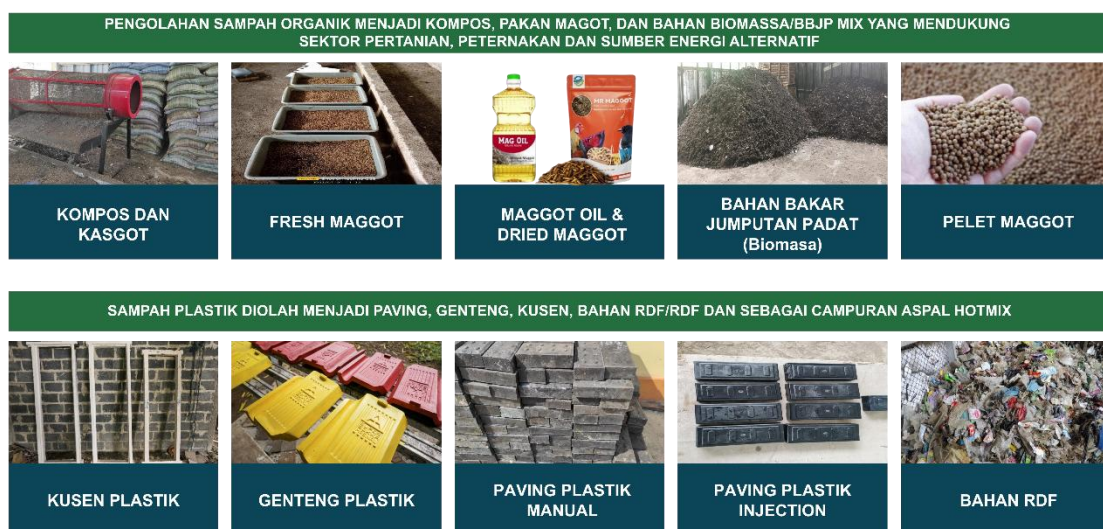 PENGOLAHAN SAMPAH ORGANIK MENJADI KOMPOS, PAKAN MAGOT, DAN BAHAN BIOMASSA/BBJP MIX YANG MENDUKUNG
SEKTOR PERTANIAN, PETERNAKAN DAN SUMBER ENERGI ALTERNATIF
MAG OIL
MR MAGGOT
KOMPOS DAN
KASGOT
FRESH MAGGOT
MAGGOT OIL &
DRIED MAGGOT
BAHAN BAKAR
JUMPUTAN PADAT
(Biomasa)
PELET MAGGOT
SAMPAH PLASTIK DIOLAH MENJADI PAVING, GENTENG, KUSEN, BAHAN RDF/RDF DAN SEBAGAI CAMPURAN ASPAL HOTMIX
KUSEN PLASTIK
GENTENG PLASTIK
PAVING PLASTIK
MANUAL
PAVING PLASTIK
INJECTION
BAHAN RDF